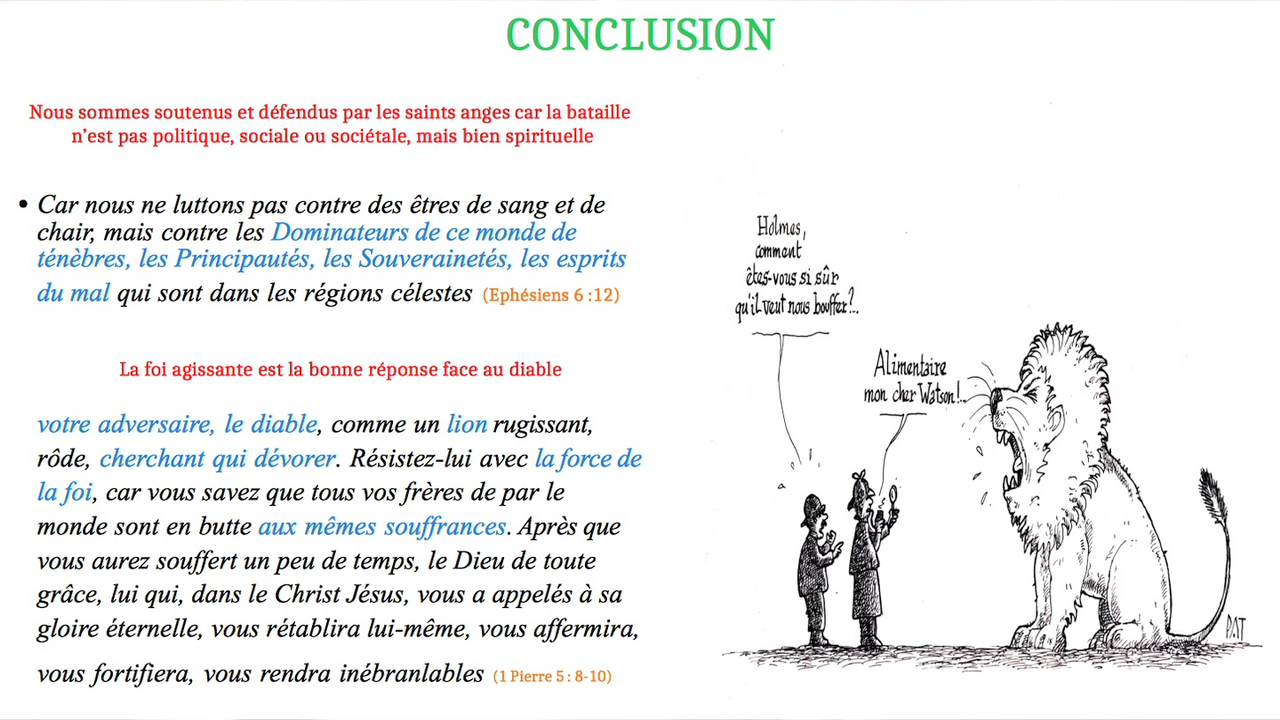 CONCLUSION
Nous sommes soutenus et défendus par les saints anges car la bataille
n'est pas politique, sociale ou sociétale, mais bien spirituelle
• Car nous ne luttons pas contre des êtres de sang et de
chair, mais contre les Dominateurs de ce monde de
ténèbres, les Principautés, les Souverainetés, les esprits
du mal qui sont dans les régions célestes (Ephésiens 6 :12)
La foi agissante est la bonne réponse face au diable
votre adversaire, le diable, comme un lion rugissant,
rôde, cherchant qui dévorer. Résistez-lui avec la force de
la foi, car vous savez que tous vos frères de par le
monde sont en butte aux mêmes souffrances. Après que
vous aurez souffert un peu de temps, le Dieu de toute
grâce, lui qui, dans le Christ Jésus, vous a appelés à sa
gloire éternelle, vous rétablira lui-même, vous affermira,
vous fortifiera, vous rendra inébranlables (1 Pierre 5 : 8-10)
Holmes,
comment
êtes-vous si sûr
qu'il veut nous bouffer?..
Alimentaire
mon cher Watson!..
PAT